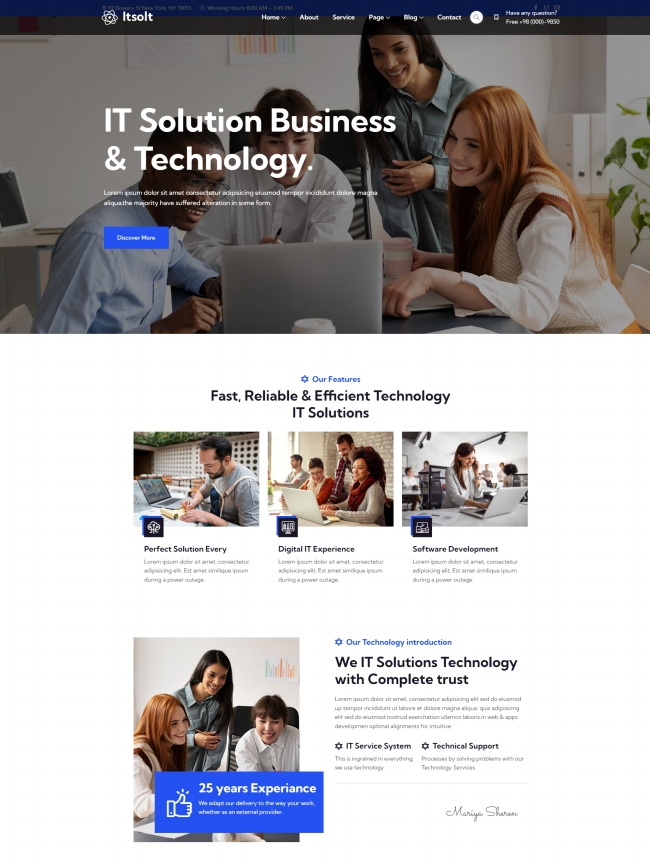 92 Bowery St New York, NYT 10013
Working Hours: 8:00 AM - 7:45 PM
Itsolt
Home
About
Service
Page
Blog
Contact
Have any question?
Free +98 (000)-9850
IT Solution Business
& Technology.
Lorem ipsum dolor sit amet consectetur adipisicing eiusmod tempor incididunt dolore magna
aliqua.the majority have suffered alteration in some form.
Discover More
Our Features
Fast, Reliable & Efficient Technology
IT Solutions
Perfect Solution Every
Lorem ipsum dolor sit amet, consectetur
adipisicing elit. Est amet similique ipsum
during a power outage.
Digital IT Experience
Lorem ipsum dolor sit amet, consectetur
adipisicing elit. Est amet similique ipsum
during a power outage.
Software Development
Lorem ipsum dolor sit amet, consectetur
adipisicing elit. Est amet similique ipsum
during a power outage.
Our Technology introduction
We IT Solutions Technology
with Complete trust
Lorem ipsum dolor sit amet, consectetur adipisicing elit sed eiusmod
up tempor incididunt ut labore et dolore magna aliqua. quis adipisicing
elit sed do eiusmod nostrud exercitation ullamco laboris.in web & apps
developmen optimal alignments for intuitive
IT Service System
This is ingrained in everything
we use technology
Technical Support
Processes by solving problems with our
Technology Services
25 years Experiance
We adapt our delivery to the way your work,
whether as an external provider.
Mariya Sheren